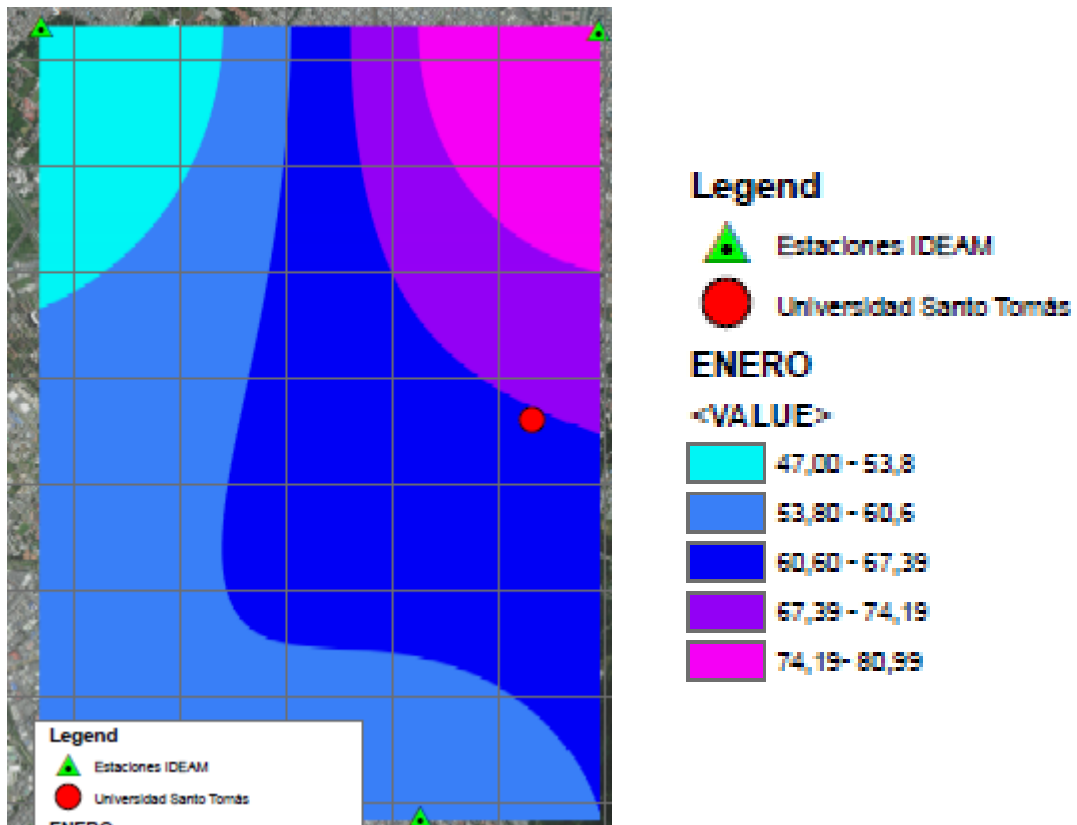 Legend
Estaciones IDEAM
Universidad Santo Tomás
ENERO
<VALUE>
47,00 - 53,8
53,80 - 60,6
60,60 - 67,39
67,39 - 74,19
74,19- 80,99
Legend
Estaciones IDEAM
Universidad Santo Tomás
ENERO